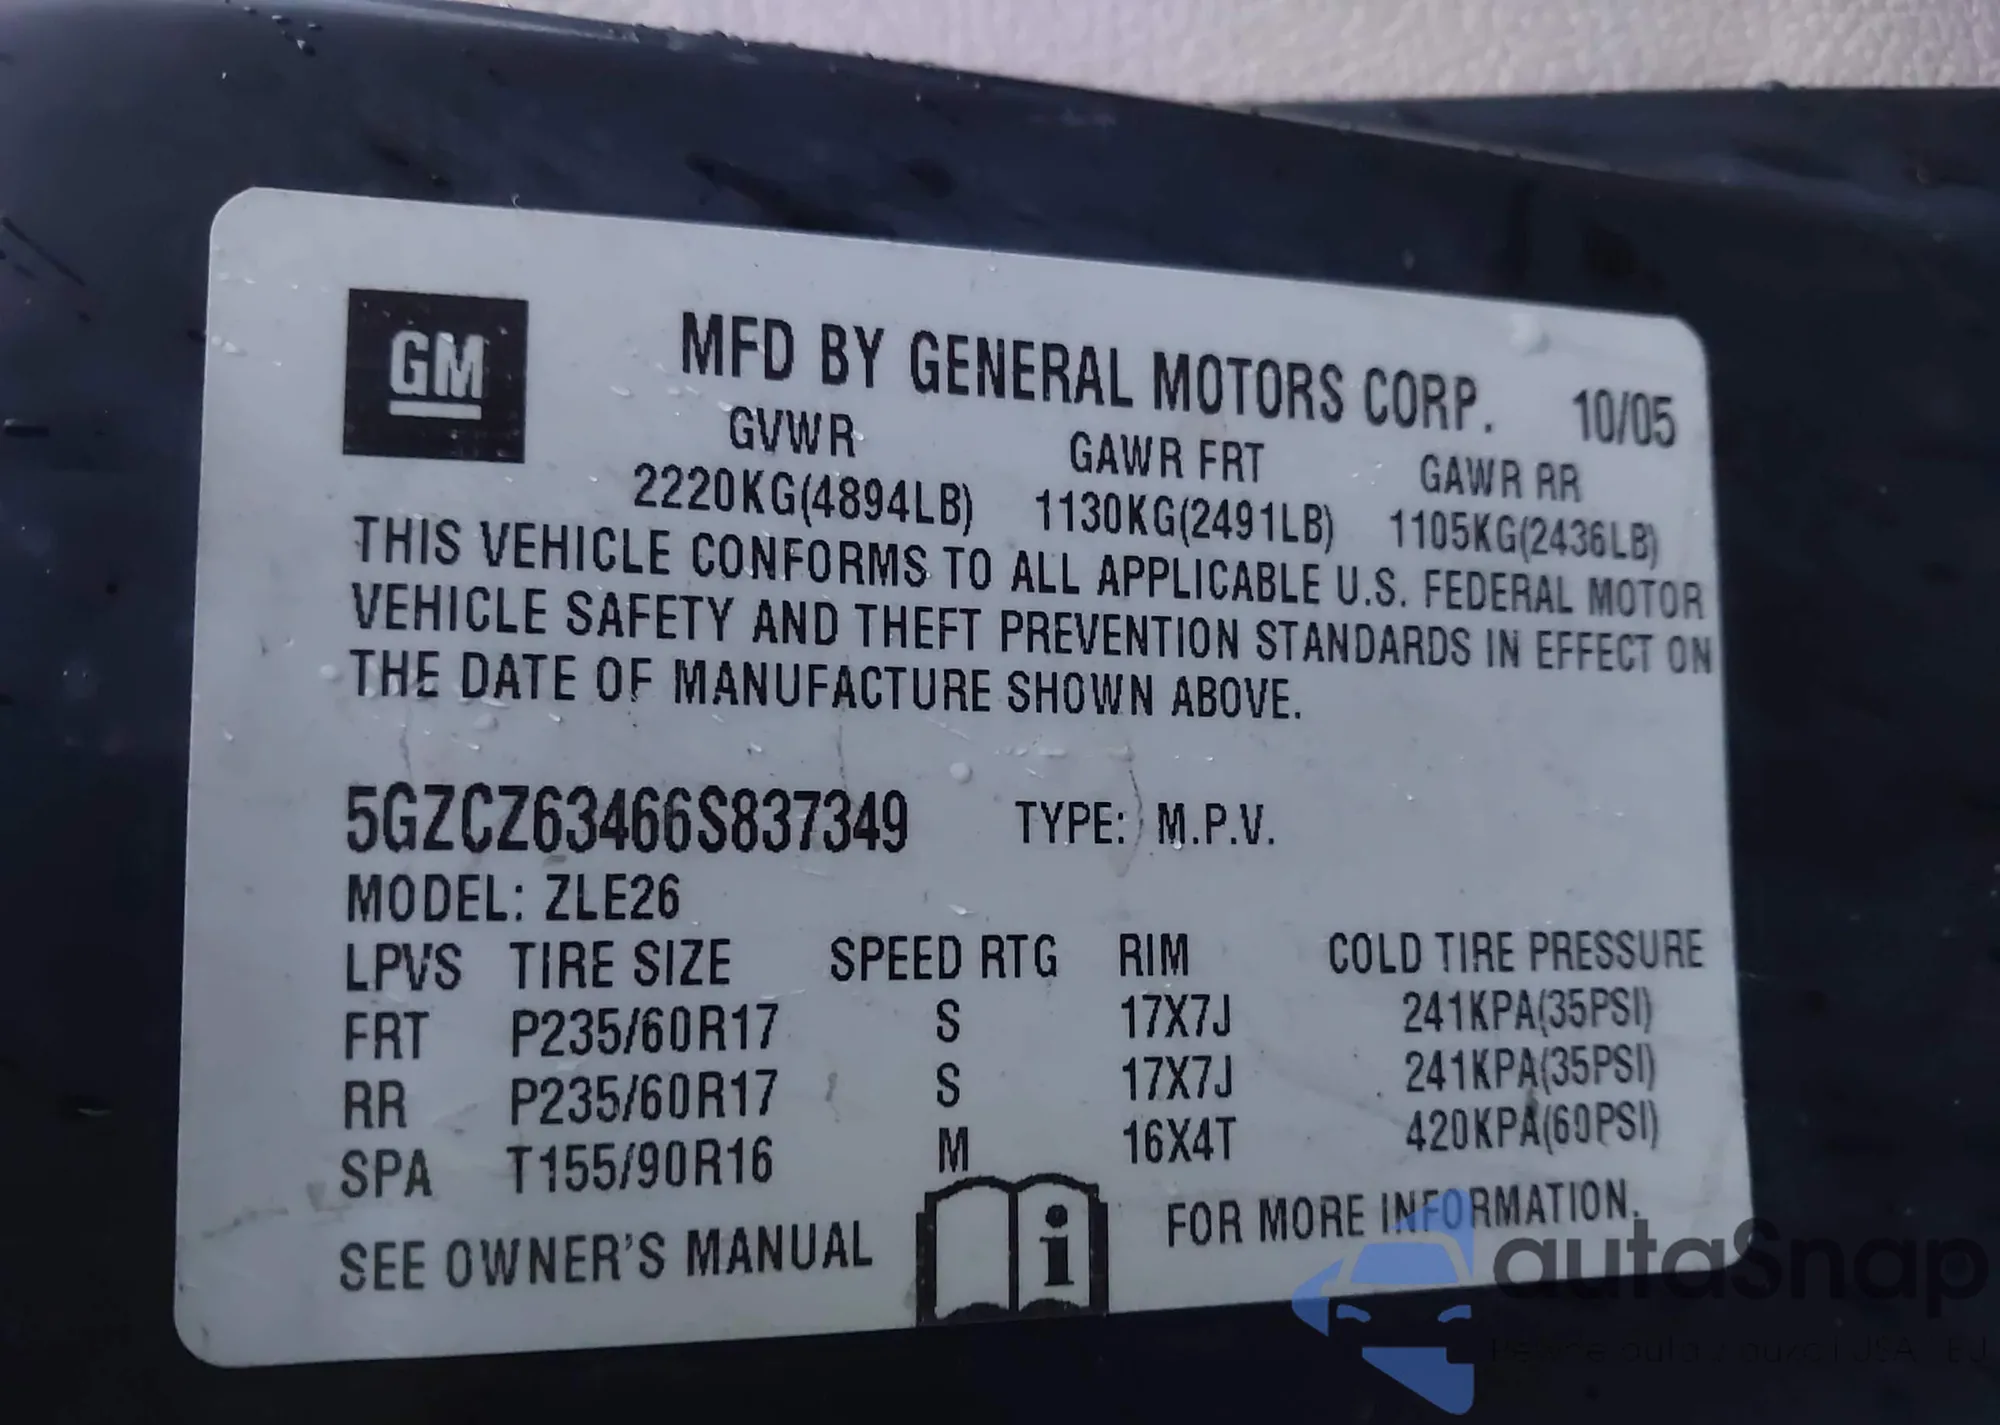 GM
MFD BY GENERAL MOTORS CORP. 10/05
GVWR GAWR FRT GAWR RR
2220KG(4894LB) 1130KG(2491LB) 1105KG(2436LB)
THIS VEHICLE CONFORMS TO ALL APPLICABLE U.S. FEDERAL MOTOR
VEHICLE SAFETY AND THEFT PREVENTION STANDARDS IN EFFECT ON
THE DATE OF MANUFACTURE SHOWN ABOVE.
5GZCZ63466S837349 TYPE: M.P.V.
MODEL: ZLE26
LPVS TIRE SIZE SPEED RTG RIM COLD TIRE PRESSURE
FRT P235/60R17 S 17X7J 241KPA(35PSI)
RR P235/60R17 S 17X7J 241KPA(35PSI)
SPA T155/90R16 M 16X4T 420KPA(60PSI)
SEE OWNER'S MANUAL i FOR MORE INFORMATION.
autaSnap